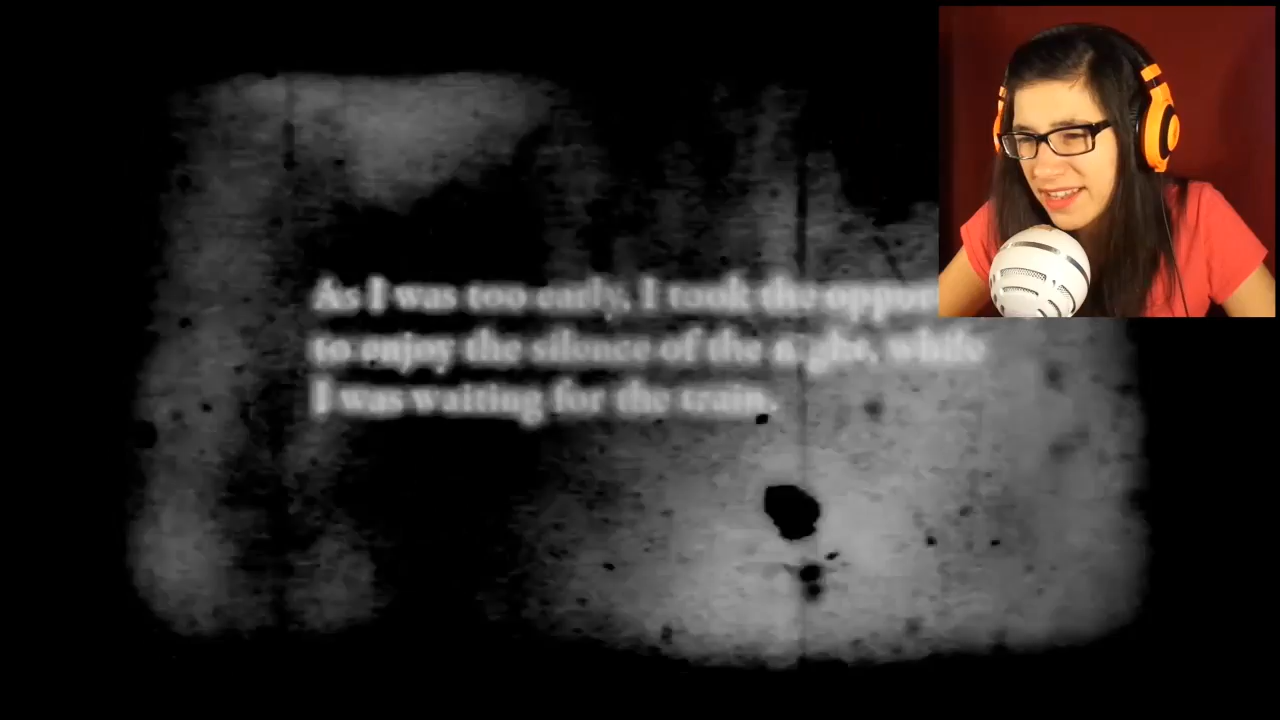 As I was too early, I took the oppor
to enjoy the silence of the night, while
I was waiting for the train.